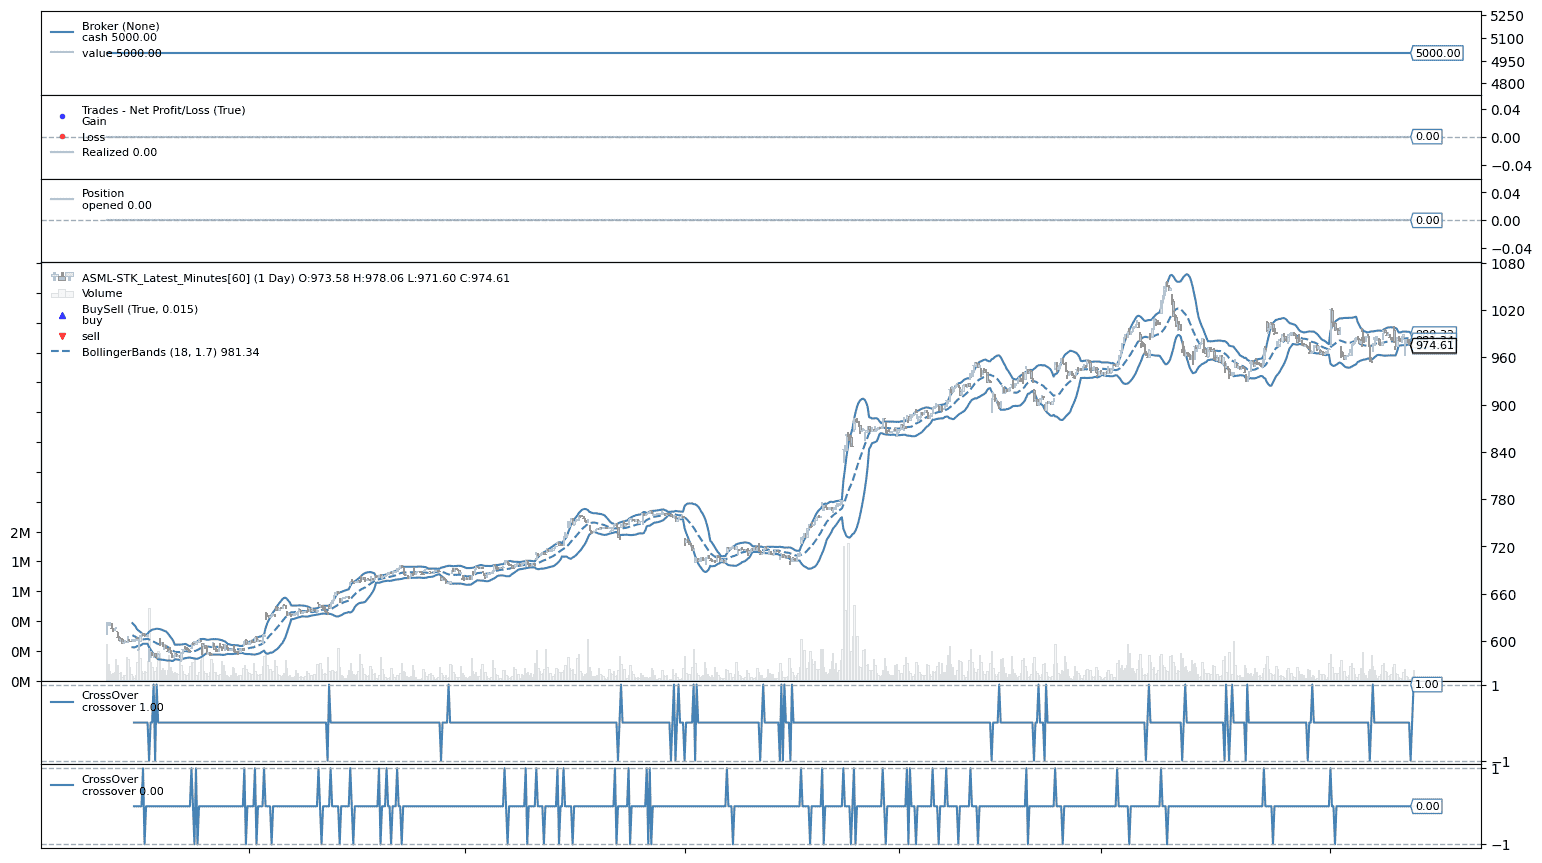 Broker (None)
cash 5000.00
value 5000.00
5250
5100
4950
4800
5000.00
Trades - Net Profit/Loss (True)
Gain
Loss
Realized 0.00
0.04
0.00
−0.04
0.00
Position
opened 0.00
0.04
0.00
−0.04
0.00
ASML-STK_Latest_Minutes[60] (1 Day) O:973.58 H:978.06 L:971.60 C:974.61
Volume
BuySell (True, 0.015)
buy
sell
BollingerBands (18, 1.7) 981.34
1080
1020
960
900
840
780
720
660
600
974.61
2M
1M
1M
0M
0M
0M
CrossOver
crossover 1.00
1.00
1
−1
CrossOver
crossover 0.00
0.00
1
−1